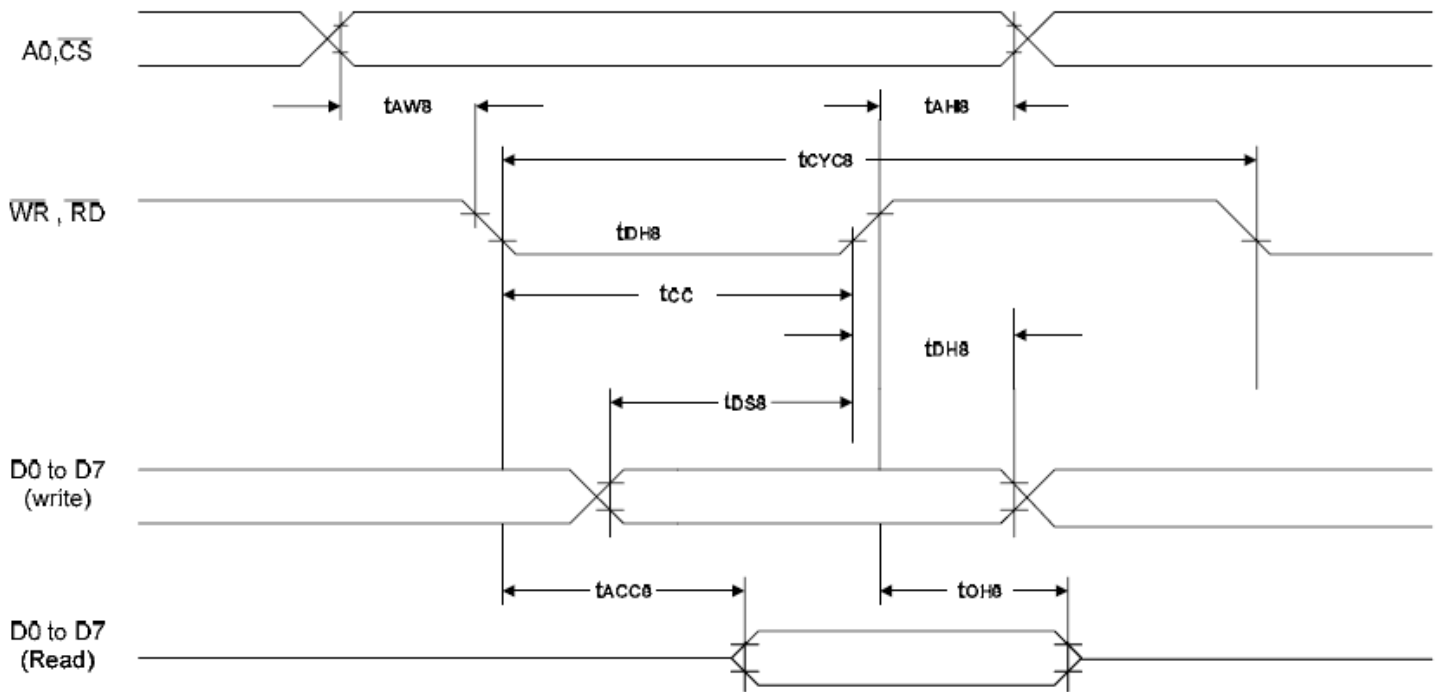 A0,CS
tAW8
tAH8
tCYC8
WR , RD
tDH8
tCC
tDH8
tDS8
D0 to D7
(write)
tACC8
tOH8
D0 to D7
(Read)